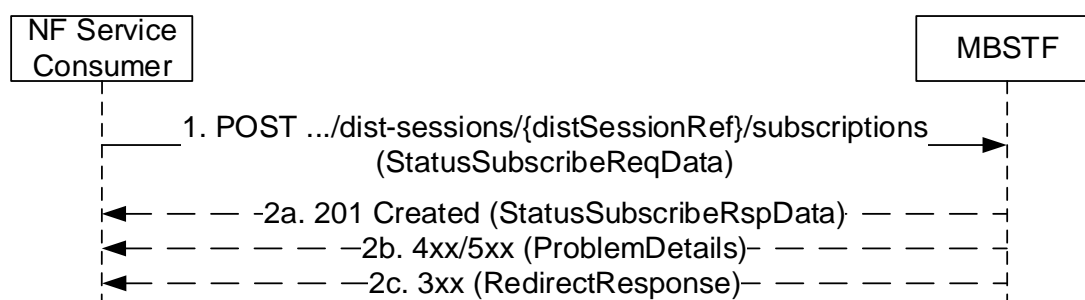 NF Service
Consumer
MBSTF
1. POST .../dist-sessions/{distSessionRef}/subscriptions
(StatusSubscribeReqData)
2a. 201 Created (StatusSubscribeRspData)
2b. 4xx/5xx (ProblemDetails)
2c. 3xx (RedirectResponse)